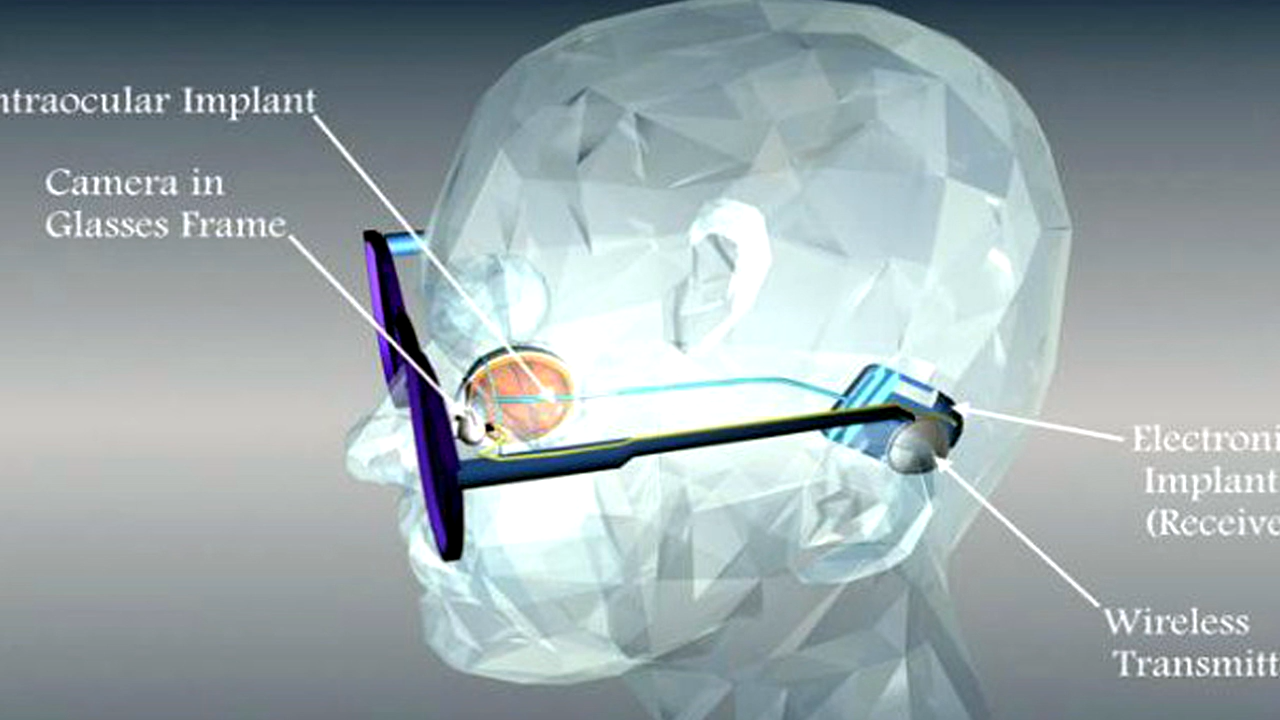 ntraocular Implant
Camera in
Glasses Frame
Electroni
Implant
(Receive
Wireless
Transmitt